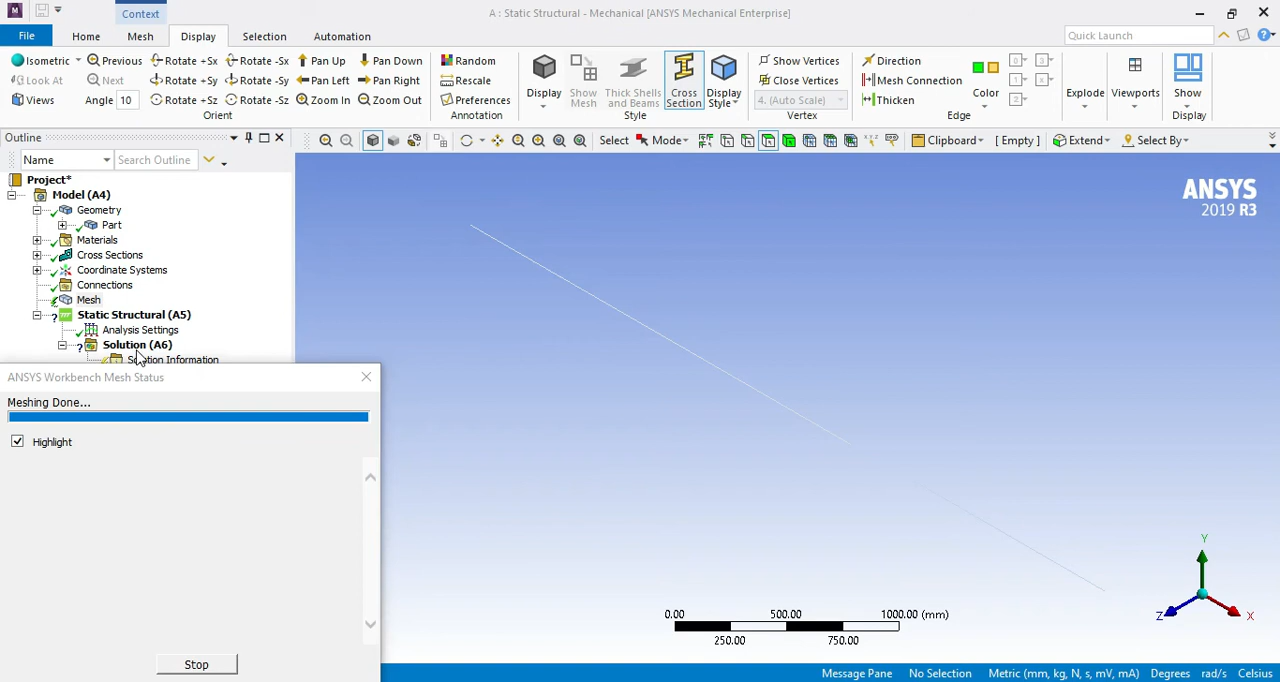 Context
A : Static Structural - Mechanical [ANSYS Mechanical Enterprise]
File Home Mesh Display Selection Automation Quick Launch
Isometric Previous Rotate +Sx Rotate -Sx Pan Up Pan Down Random Show Vertices Direction
Look At Next Rotate +Sy Rotate -Sy Pan Left Pan Right Rescale Close Vertices Mesh Connection
Views Angle 10 Rotate +Sz Rotate -Sz Zoom In Zoom Out Preferences 4. (Auto Scale) Thicken
Display Show Mesh Thick Shells and Beams Cross Section Display Style Color Explode Viewports Show
Orient Annotation Style Vertex Edge Display
Outline
Select Mode Clipboard [ Empty ] Extend Select By
Name Search Outline
Project*
Model (A4)
Geometry
Part
Materials
Cross Sections
Coordinate Systems
Connections
Mesh
Static Structural (A5)
Analysis Settings
Solution (A6)
Solution Information
ANSYS
2019 R3
ANSYS Workbench Mesh Status
Meshing Done...
Highlight
Stop
Y
Z
X
0.00 500.00 1000.00 (mm)
250.00 750.00
Message Pane No Selection Metric (mm, kg, N, s, mV, mA) Degrees rad/s Celsius